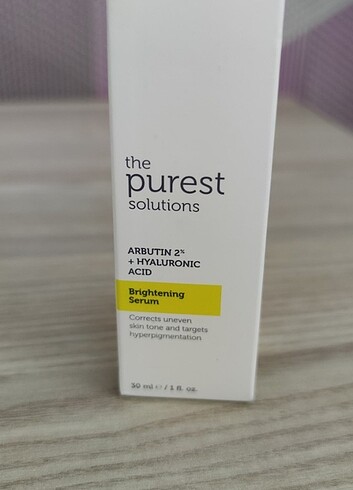 the
purest
solutions
ARBUTIN 2%
+ HYALURONIC
ACID
Brightening
Serum
Corrects uneven
skin tone and targets
hyperpigmentation
30 ml ℮ / 1 fl. oz.